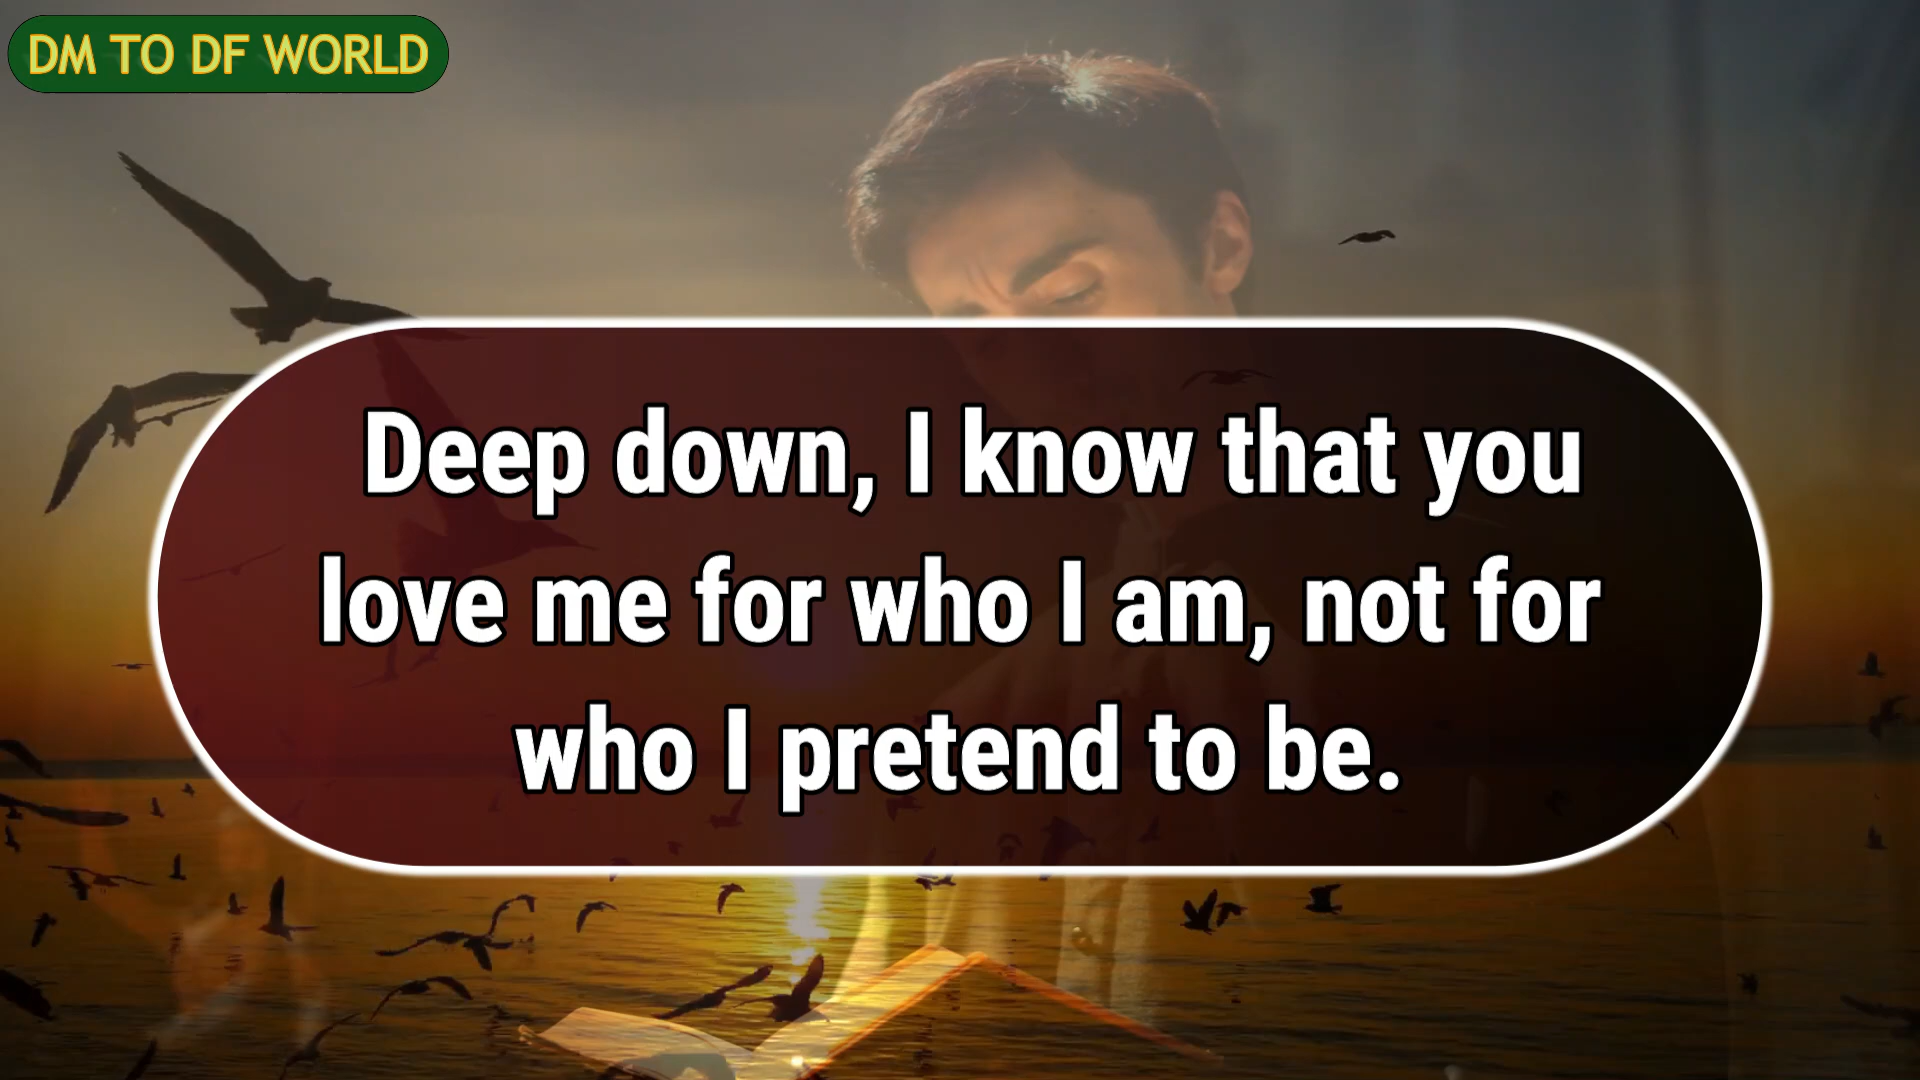 DM TO DF WORLD
Deep down, I know that you
love me for who I am, not for
who I pretend to be.